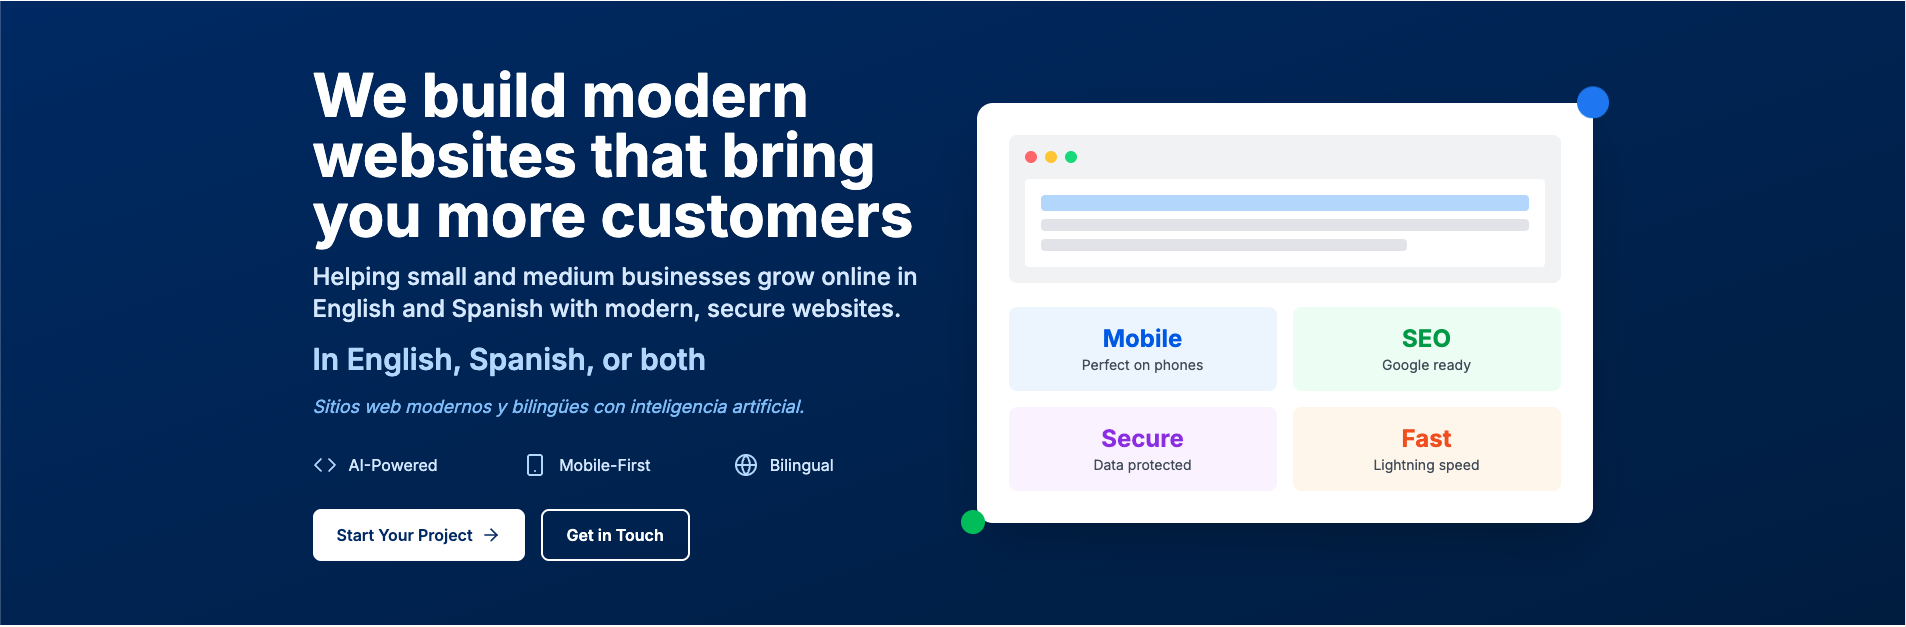 We build modern
websites that bring
you more customers
Helping small and medium businesses grow online in
English and Spanish with modern, secure websites.
In English, Spanish, or both
Sitios web modernos y bilingües con inteligencia artificial.
AI-Powered
Mobile-First
Bilingual
Start Your Project
Get in Touch
Mobile
Perfect on phones
SEO
Google ready
Secure
Data protected
Fast
Lightning speed